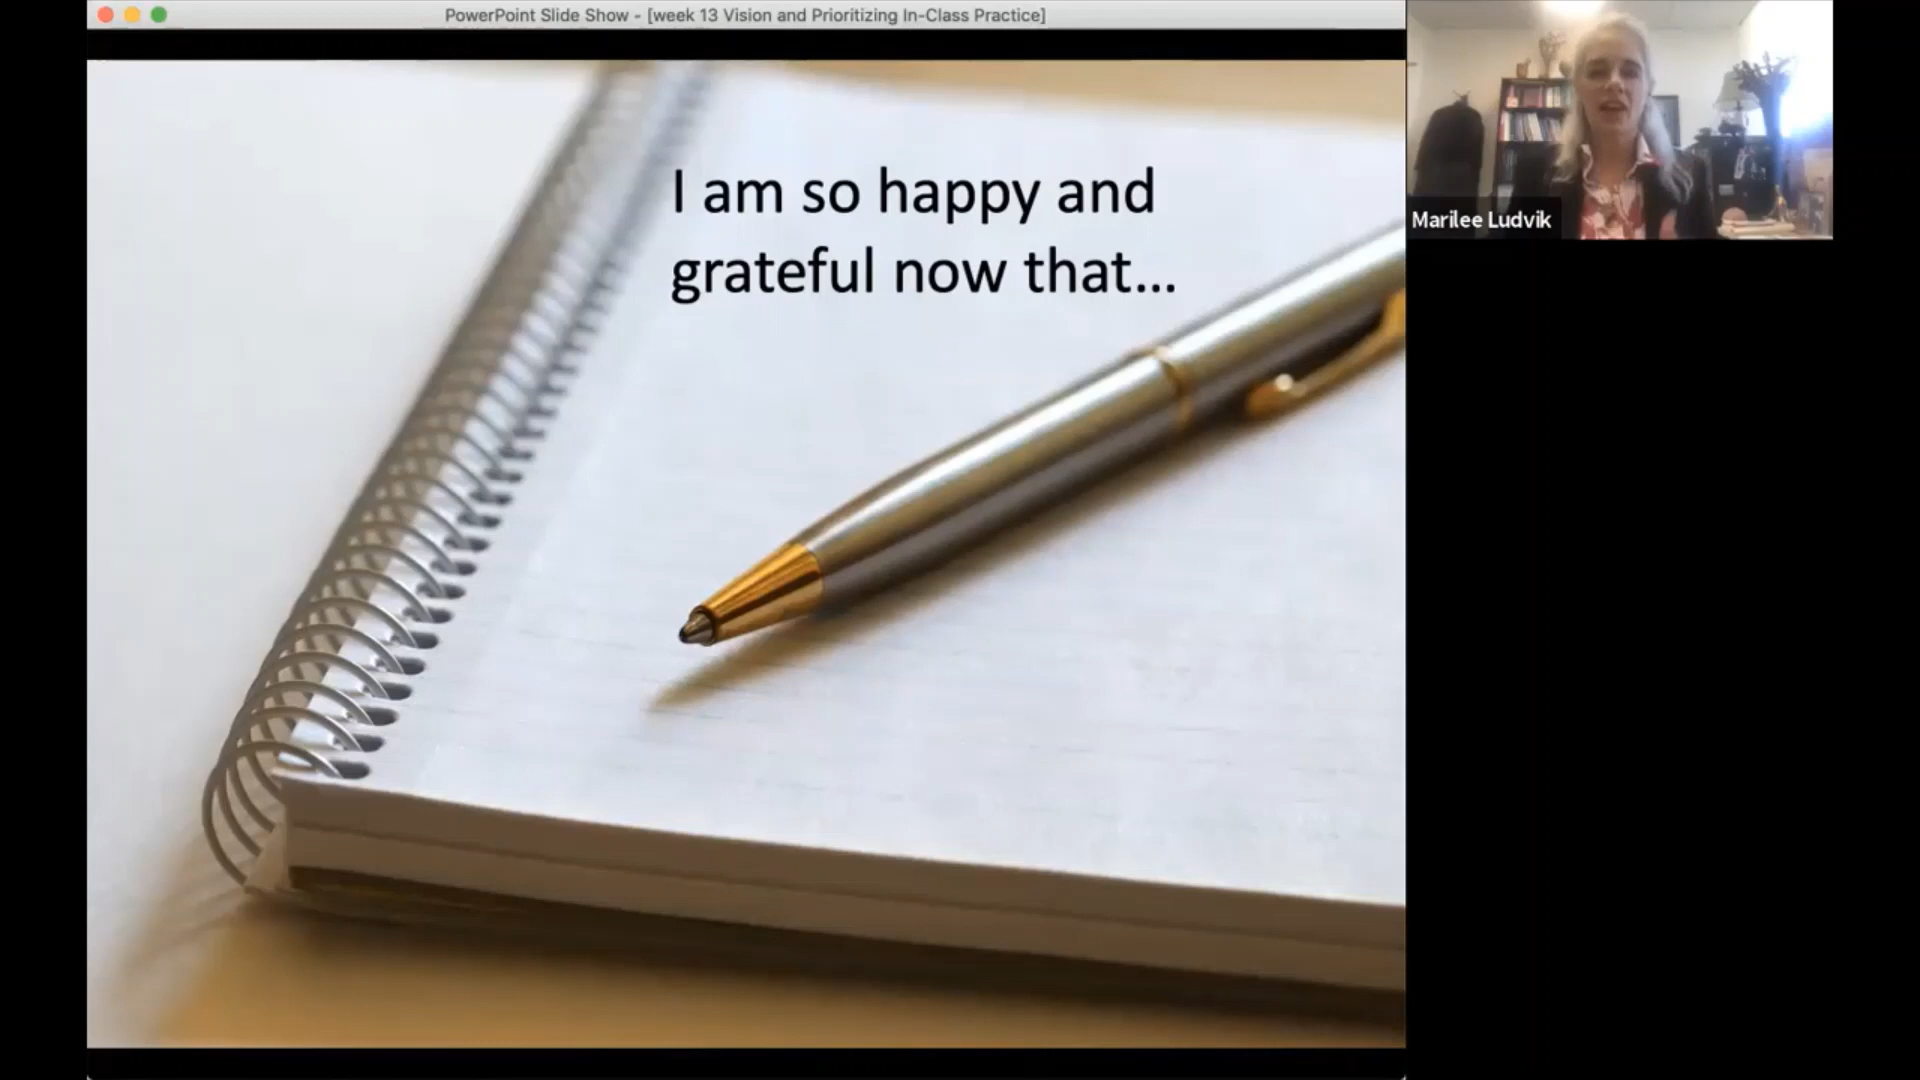 PowerPoint Slide Show - [week 13 Vision and Prioritizing In-Class Practice]
I am so happy and
grateful now that...
Marilee Ludvik